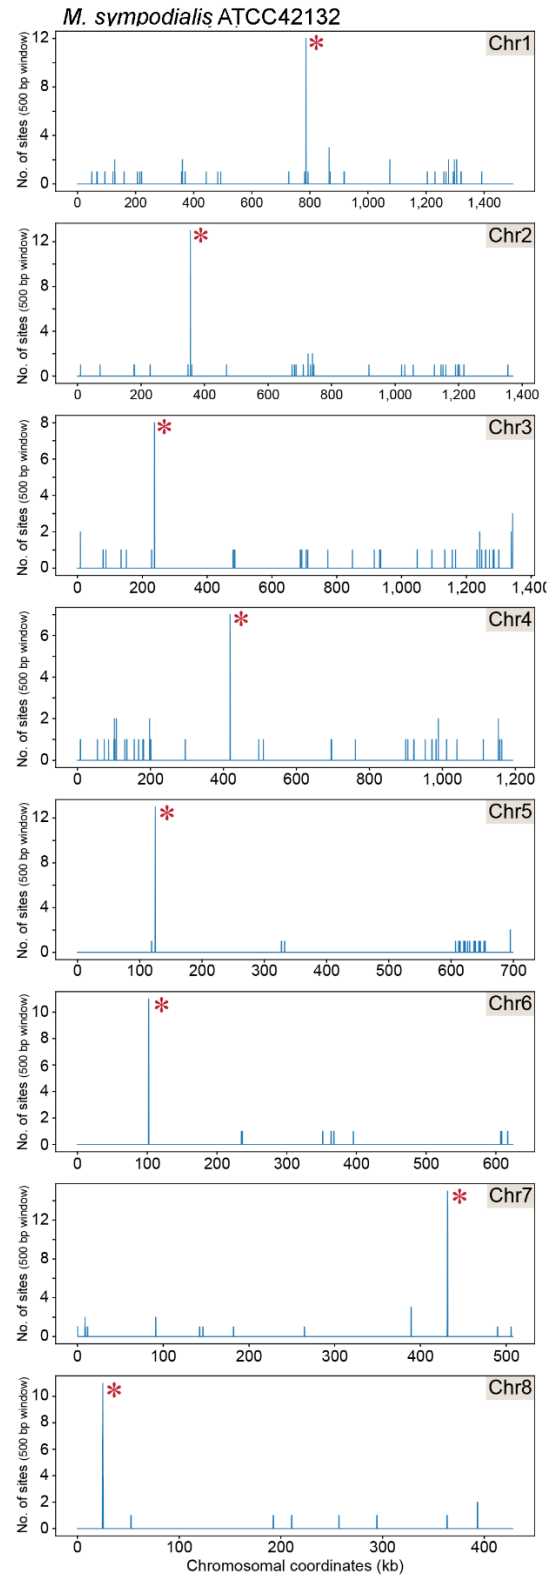 M. sympodialis ATCC42132
Chr1
No. of sites (500 bp window)
12
8
4
0
0 200 400 600 800 1,000 1,200 1,400
*
Chr2
No. of sites (500 bp window)
12
8
4
0
0 200 400 600 800 1,000 1,200 1,400
*
Chr3
No. of sites (500 bp window)
8
6
4
2
0
0 200 400 600 800 1,000 1,200 1,400
*
Chr4
No. of sites (500 bp window)
6
4
2
0
0 200 400 600 800 1,000 1,200
*
Chr5
No. of sites (500 bp window)
12
8
4
0
0 100 200 300 400 500 600 700
*
Chr6
No. of sites (500 bp window)
10
8
6
4
2
0
0 100 200 300 400 500 600
*
Chr7
No. of sites (500 bp window)
12
8
4
0
0 100 200 300 400 500
*
Chr8
No. of sites (500 bp window)
10
8
6
4
2
0
0 100 200 300 400
*
Chromosomal coordinates (kb)